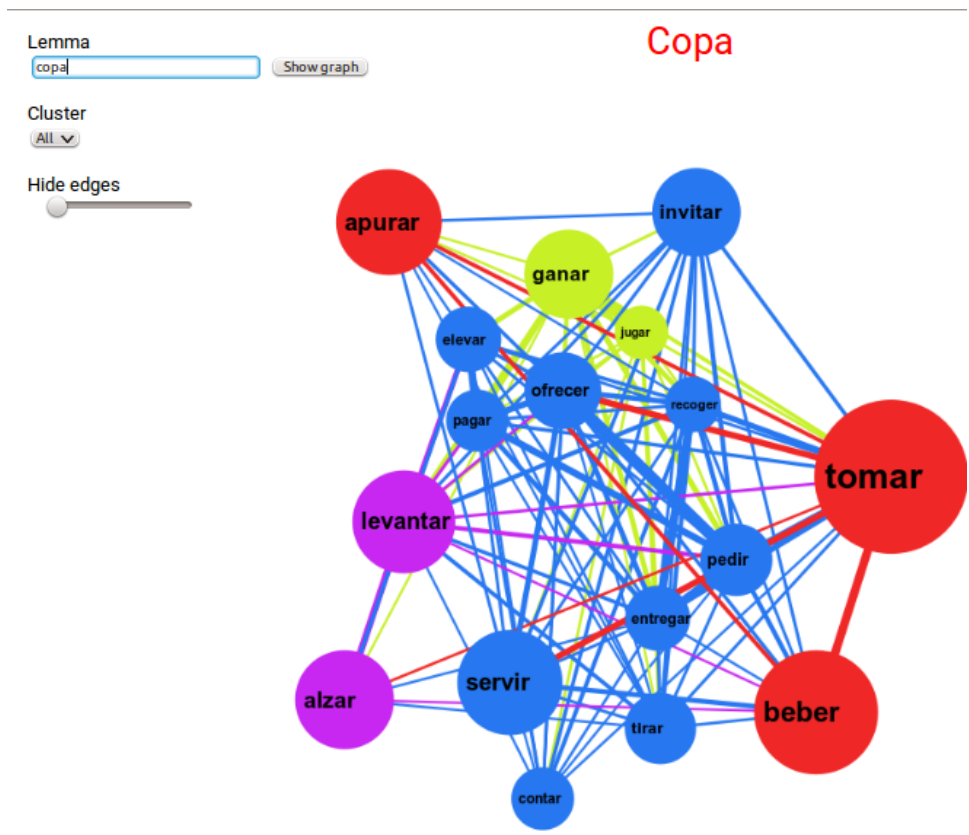 Copa
Lemma
copa
Show graph
Cluster
All
Hide edges
apurar
invitar
ganar
jugar
elevar
ofrecer
recoger
pagar
tomar
levantar
pedir
entregar
servir
alzar
beber
tirar
contar